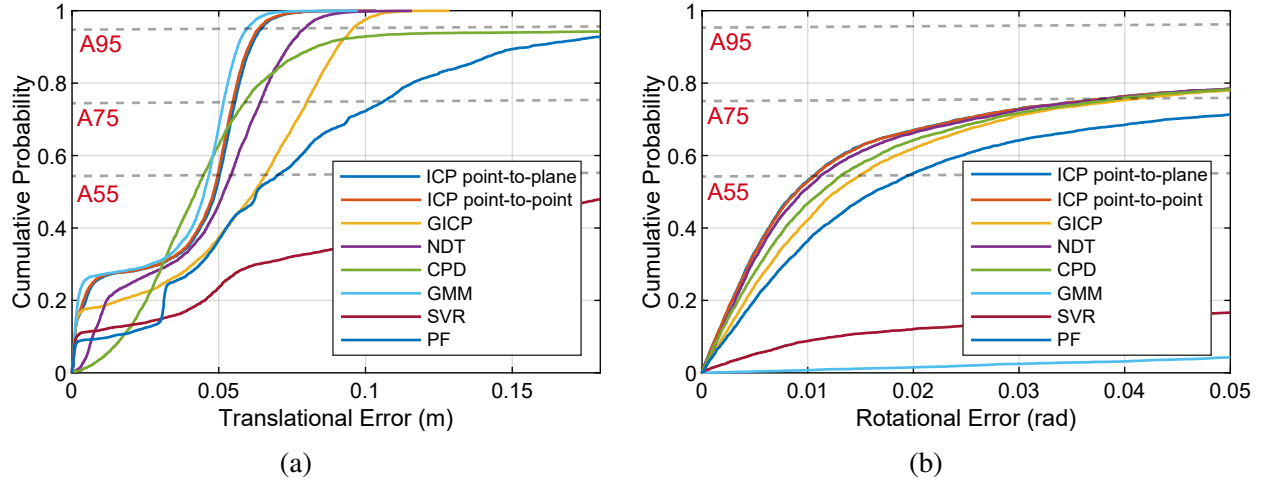 1
0.8
0.6
0.4
0.2
0
Cumulative Probability
A95
A75
A55
ICP point-to-plane
ICP point-to-point
GICP
NDT
CPD
GMM
SVR
PF
0 0.05 0.1 0.15
Translational Error (m)
(a)
1
0.8
0.6
0.4
0.2
0
Cumulative Probability
A95
A75
A55
ICP point-to-plane
ICP point-to-point
GICP
NDT
CPD
GMM
SVR
PF
0 0.01 0.02 0.03 0.04 0.05
Rotational Error (rad)
(b)